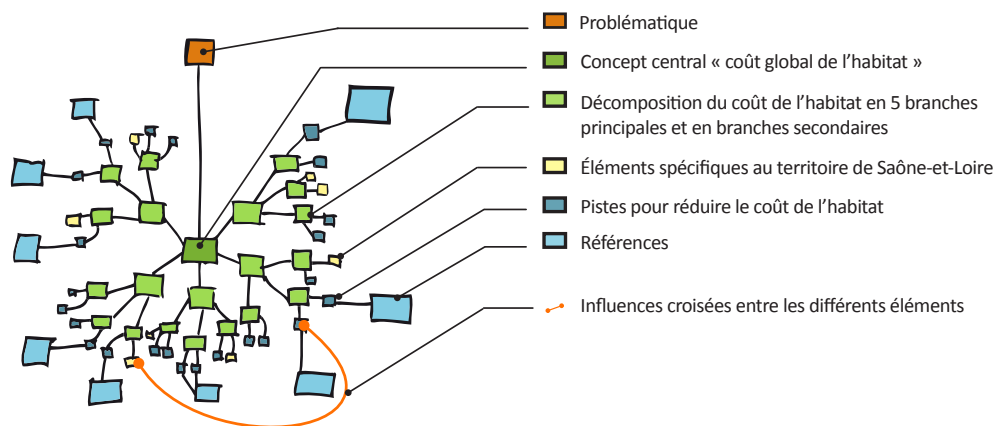 Problématique
Concept central « coût global de l’habitat »
Décomposition du coût de l’habitat en 5 branches
principales et en branches secondaires
Éléments spécifiques au territoire de Saône-et-Loire
Pistes pour réduire le coût de l’habitat
Références
Influences croisées entre les différents éléments